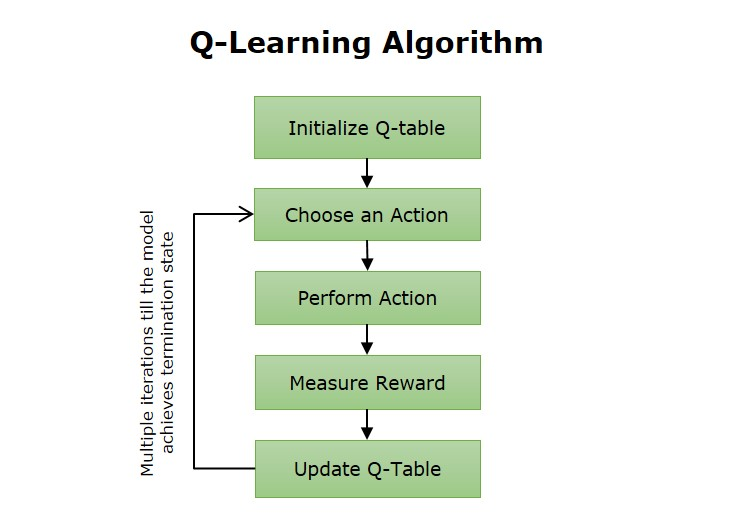 Q-Learning Algorithm
Initialize Q-table
Choose an Action
Perform Action
Measure Reward
Update Q-Table
Multiple iterations till the model
achieves termination state